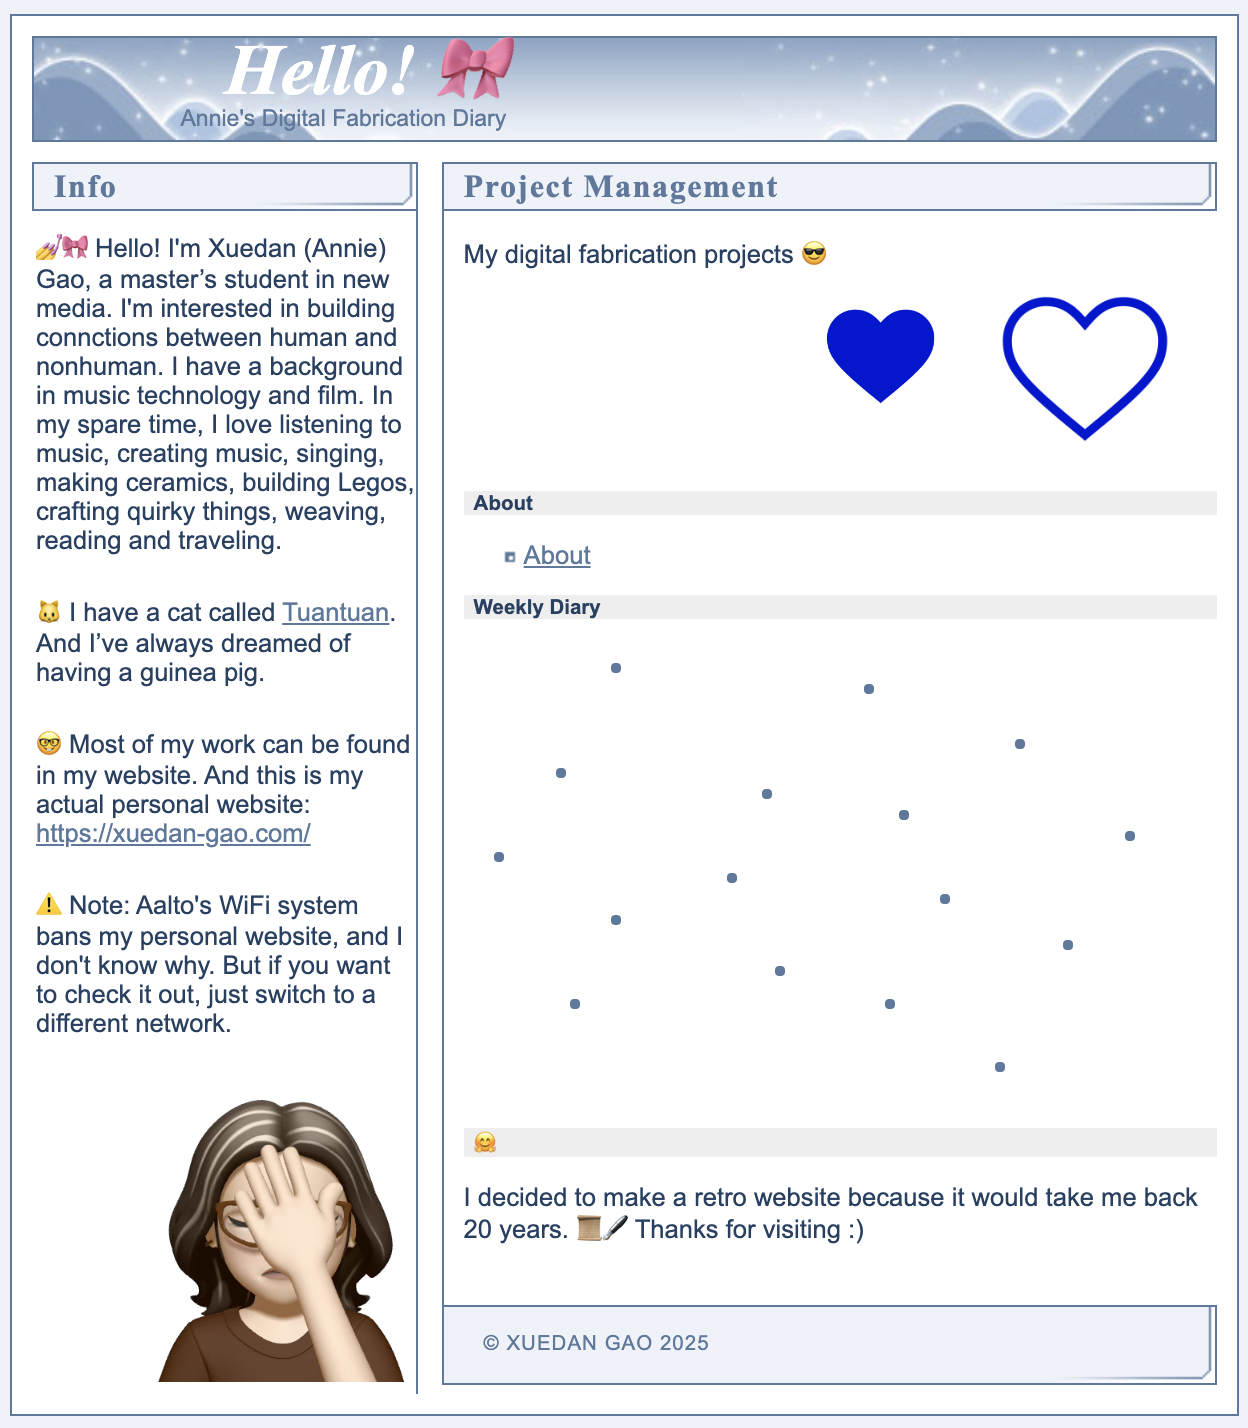 Hello! 🎀
Annie's Digital Fabrication Diary
Info
💅🎀 Hello! I'm Xuedan (Annie)
Gao, a master’s student in new
media. I'm interested in building
connctions between human and
nonhuman. I have a background
in music technology and film. In
my spare time, I love listening to
music, creating music, singing,
making ceramics, building Legos,
crafting quirky things, weaving,
reading and traveling.
🐱 I have a cat called Tuantuan.
And I’ve always dreamed of
having a guinea pig.
🤓 Most of my work can be found
in my website. And this is my
actual personal website:
https://xuedan-gao.com/
⚠️ Note: Aalto's WiFi system
bans my personal website, and I
don't know why. But if you want
to check it out, just switch to a
different network.
Project Management
My digital fabrication projects 😎
About
About
Weekly Diary
🤗
I decided to make a retro website because it would take me back
20 years. 📜🖋️ Thanks for visiting :)
© XUEDAN GAO 2025